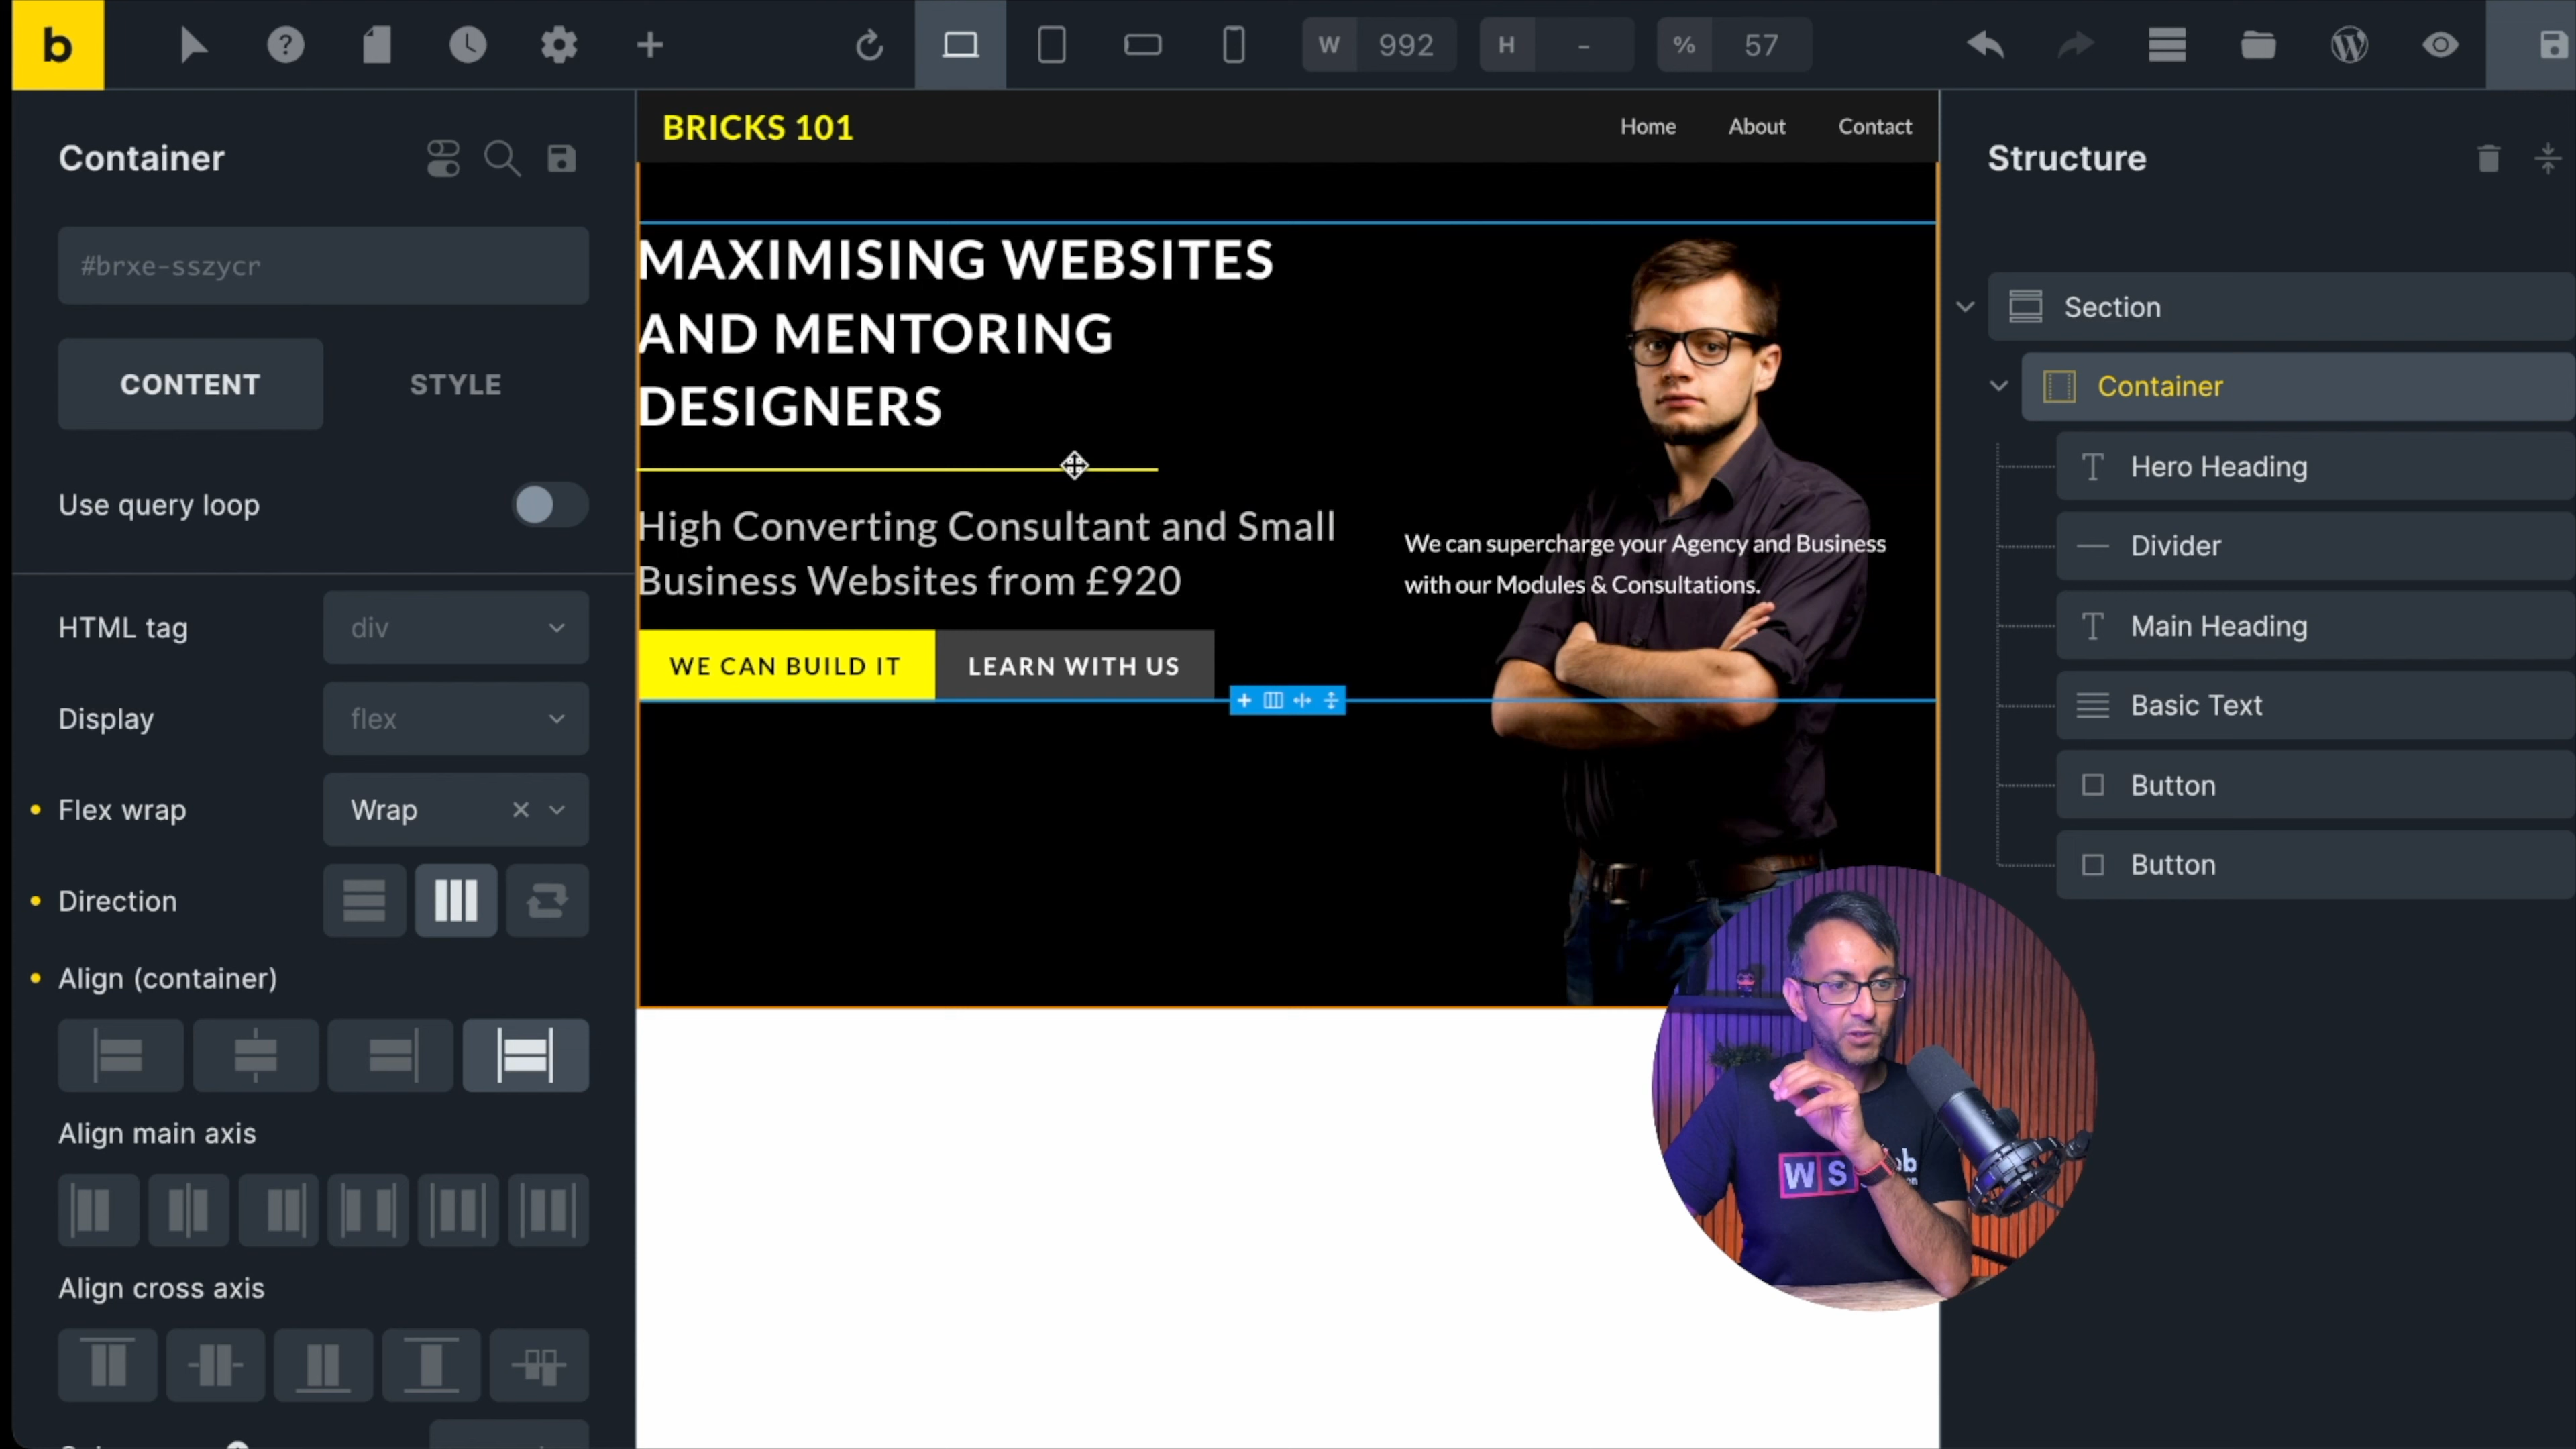 b
?
W 992
H -
% 57
Container
#brxe-sszycr
CONTENT
STYLE
Use query loop
HTML tag
div
Display
flex
Flex wrap
Wrap
Direction
Align (container)
Align main axis
Align cross axis
BRICKS 101
Home
About
Contact
MAXIMISING WEBSITES
AND MENTORING
DESIGNERS
High Converting Consultant and Small
Business Websites from £920
We can supercharge your Agency and Business
with our Modules & Consultations.
WE CAN BUILD IT
LEARN WITH US
Structure
Section
Container
Hero Heading
Divider
Main Heading
Basic Text
Button
Button
WS